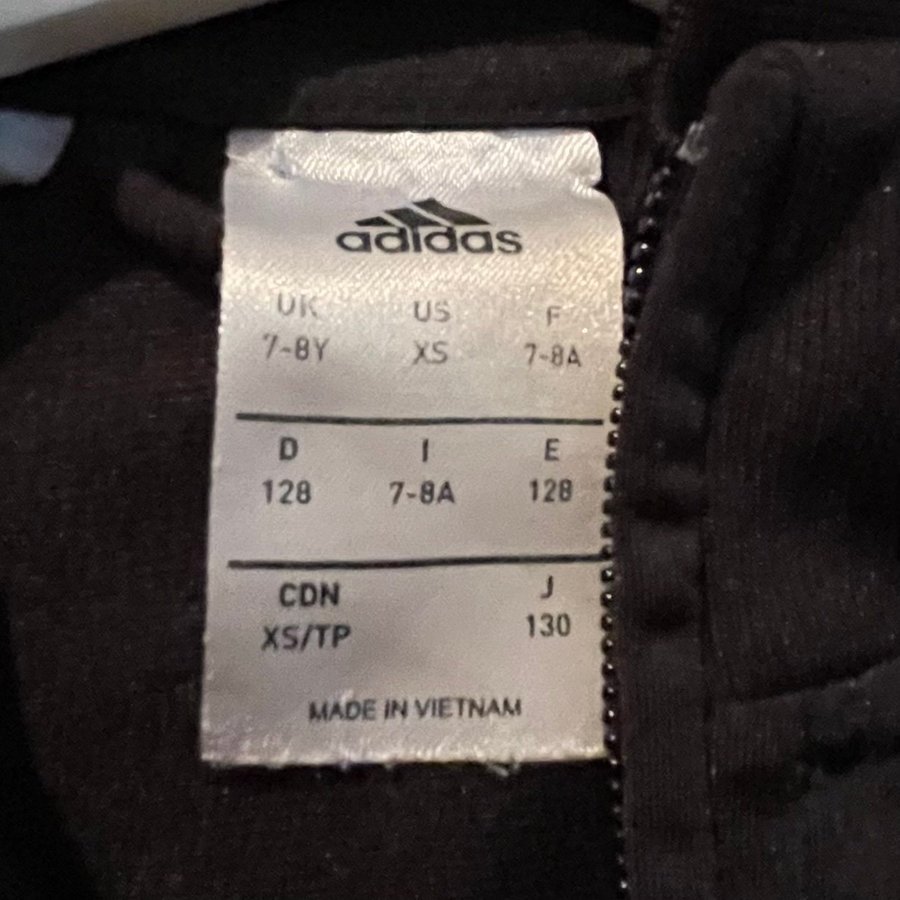 adidas
UK US F
7-8Y XS 7-8A
D I E
128 7-8A 128
CDN J
XS/TP 130
MADE IN VIETNAM